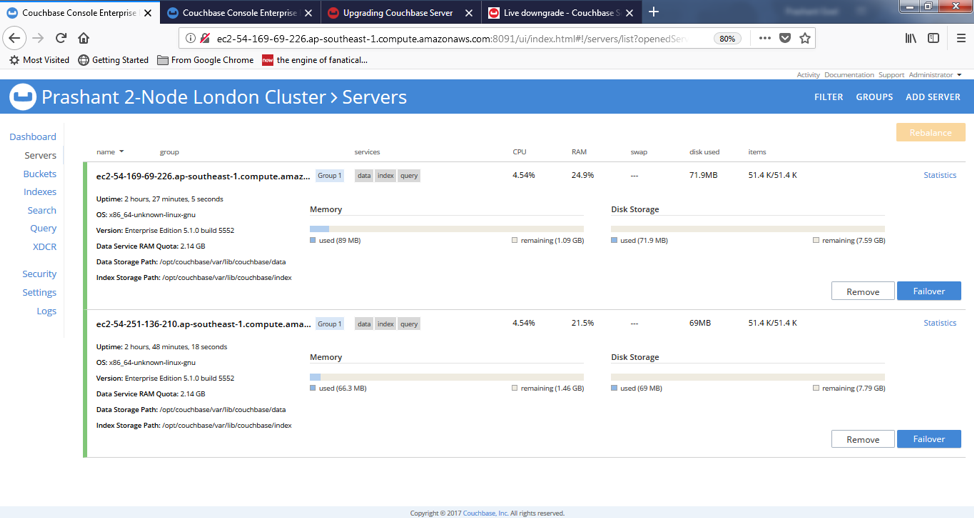 Couchbase Console Enterprise
Couchbase Console Enterprise
Upgrading Couchbase Server
Live downgrade - Couchbase S
ec2-54-169-69-226.ap-southeast-1.compute.amazonaws.com:8091/ui/index.html#!/servers/list?openedSer
80%
Most Visited
Getting Started
From Google Chrome
the engine of fanatical...
Activity Documentation Support Administrator
Prashant 2-Node London Cluster > Servers
FILTER GROUPS ADD SERVER
Rebalance
Dashboard
Servers
Buckets
Indexes
Search
Query
XDCR
Security
Settings
Logs
name group services CPU RAM swap disk used items
ec2-54-169-69-226.ap-southeast-1.compute.amaz... Group 1 data index query 4.54% 24.9% --- 71.9MB 51.4 K/51.4 K Statistics
Uptime: 2 hours, 27 minutes, 5 seconds
OS: x86_64-unknown-linux-gnu
Version: Enterprise Edition 5.1.0 build 5552
Data Service RAM Quota: 2.14 GB
Data Storage Path: /opt/couchbase/var/lib/couchbase/data
Index Storage Path: /opt/couchbase/var/lib/couchbase/index
Memory
used (89 MB) remaining (1.09 GB)
Disk Storage
used (71.9 MB) remaining (7.59 GB)
Remove Failover
ec2-54-251-136-210.ap-southeast-1.compute.ama... Group 1 data index query 4.54% 21.5% --- 69MB 51.4 K/51.4 K Statistics
Uptime: 2 hours, 48 minutes, 18 seconds
OS: x86_64-unknown-linux-gnu
Version: Enterprise Edition 5.1.0 build 5552
Data Service RAM Quota: 2.14 GB
Data Storage Path: /opt/couchbase/var/lib/couchbase/data
Index Storage Path: /opt/couchbase/var/lib/couchbase/index
Memory
used (66.3 MB) remaining (1.46 GB)
Disk Storage
used (69 MB) remaining (7.79 GB)
Remove Failover
Copyright © 2017 Couchbase, Inc. All rights reserved.